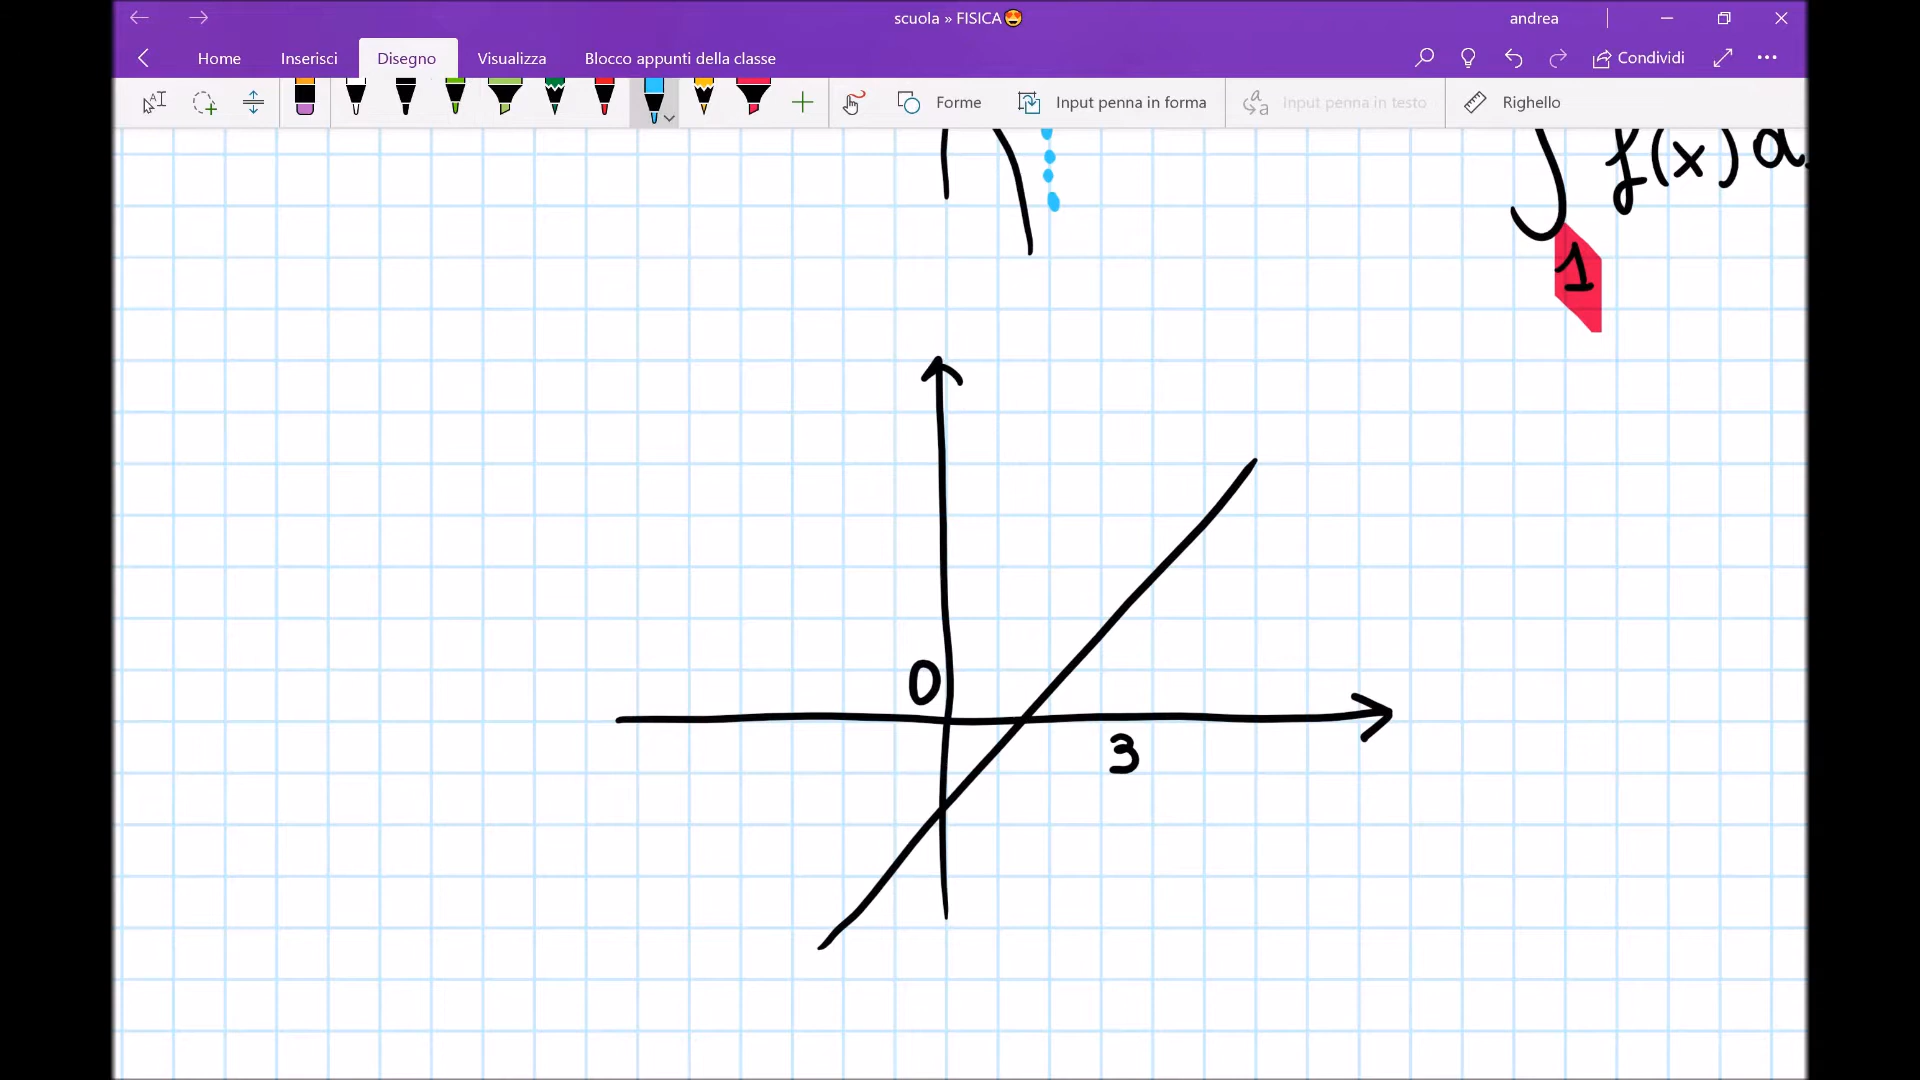 scuola » FISICA😍
andrea
Home Inserisci Disegno Visualizza Blocco appunti della classe
Condividi
Forme Input penna in forma Input penna in testo Righello
f(x)
1
0
3